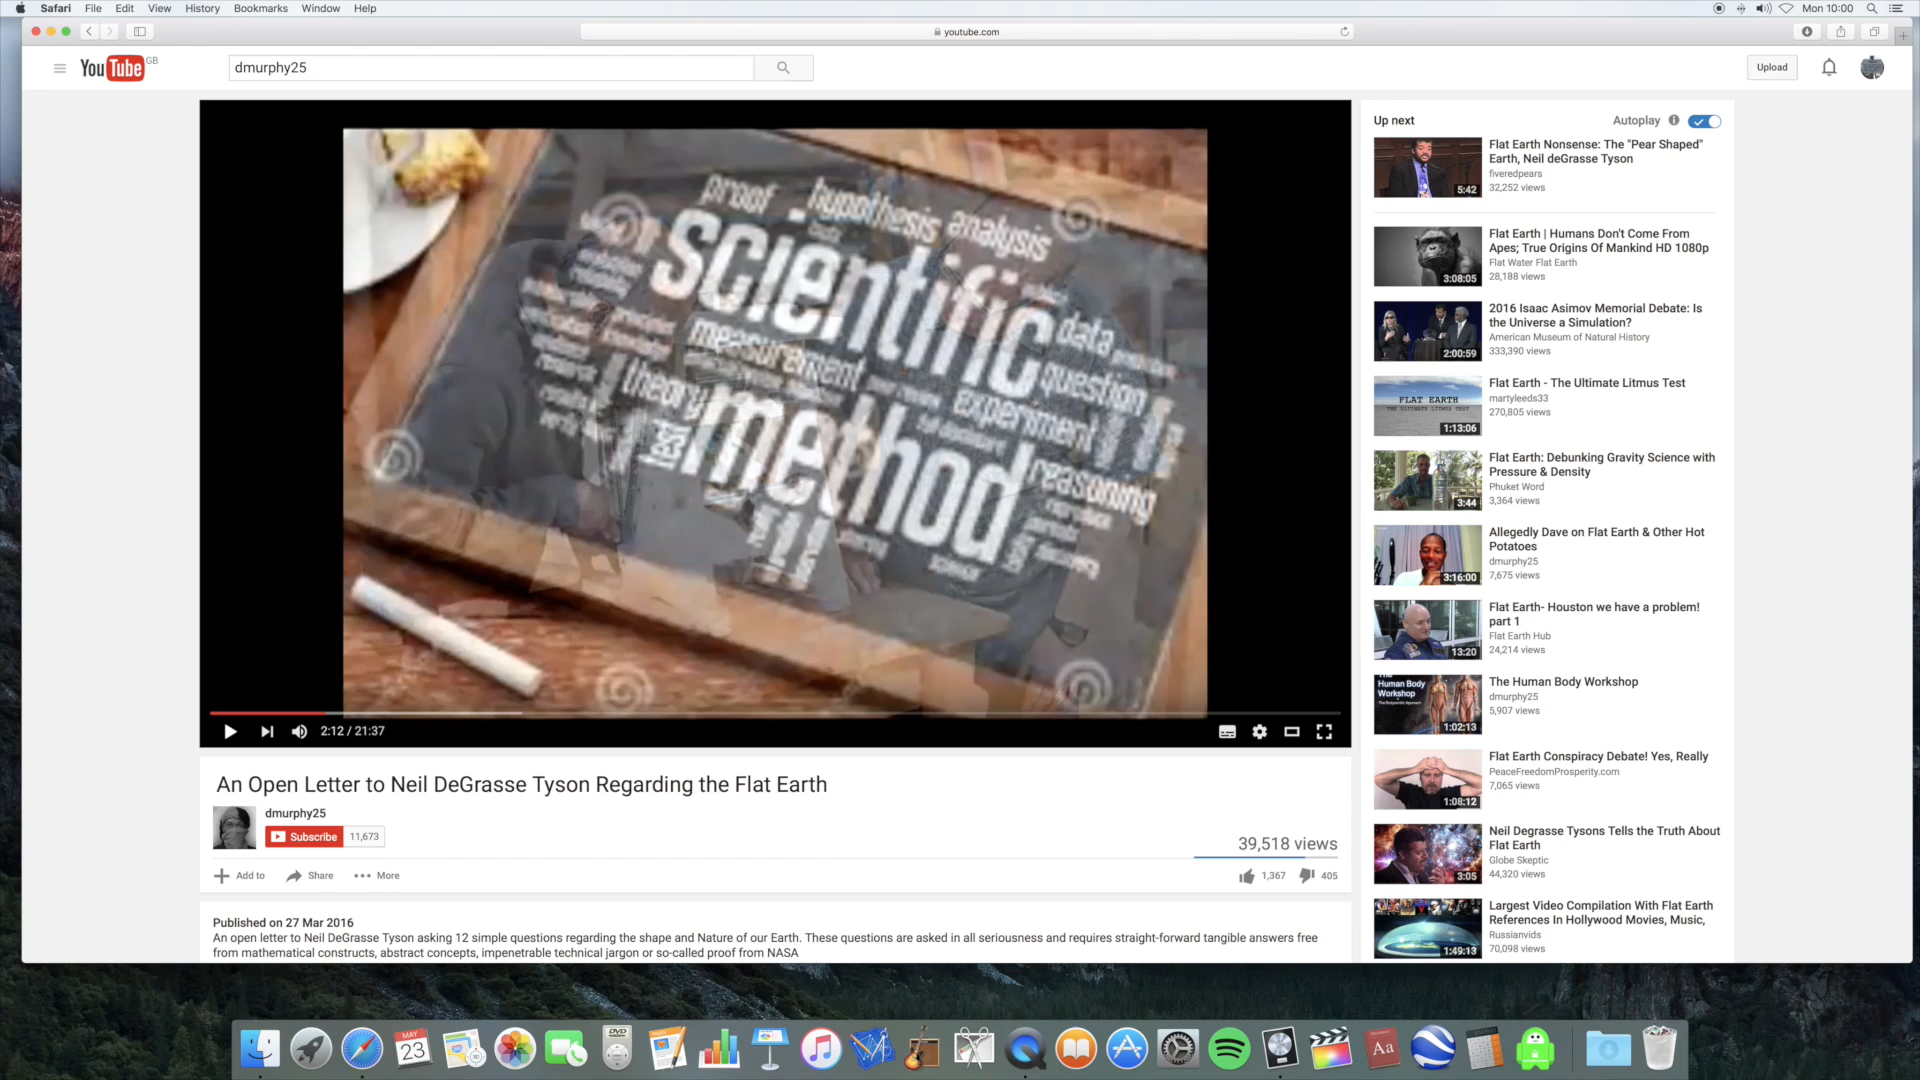 Safari File Edit View History Bookmarks Window Help
Mon 10:00
youtube.com
YouTube GB
dmurphy25
Upload
proof hypothesis analysis
scientific
data
measurement
question
theory
experiment
test
method
reasoning
science
2:12 / 21:37
An Open Letter to Neil DeGrasse Tyson Regarding the Flat Earth
dmurphy25
Subscribe 11,673
39,518 views
Add to Share More
1,367 405
Published on 27 Mar 2016
An open letter to Neil DeGrasse Tyson asking 12 simple questions regarding the shape and Nature of our Earth. These questions are asked in all seriousness and requires straight-forward tangible answers free
from mathematical constructs, abstract concepts, impenetrable technical jargon or so-called proof from NASA
Up next
Autoplay
5:42
Flat Earth Nonsense: The "Pear Shaped"
Earth, Neil deGrasse Tyson
fiveredpears
32,252 views
3:08:05
Flat Earth | Humans Don't Come From
Apes; True Origins Of Mankind HD 1080p
Flat Water Flat Earth
28,188 views
2:00:59
2016 Isaac Asimov Memorial Debate: Is
the Universe a Simulation?
American Museum of Natural History
333,390 views
FLAT EARTH
THE ULTIMATE LITMUS TEST
1:13:06
Flat Earth - The Ultimate Litmus Test
martyleeds33
270,805 views
3:44
Flat Earth: Debunking Gravity Science with
Pressure & Density
Phuket Word
3,364 views
3:16:00
Allegedly Dave on Flat Earth & Other Hot
Potatoes
dmurphy25
7,675 views
13:20
Flat Earth- Houston we have a problem!
part 1
Flat Earth Hub
24,214 views
The
Human Body
Workshop
1:02:13
The Human Body Workshop
dmurphy25
5,907 views
1:08:12
Flat Earth Conspiracy Debate! Yes, Really
PeaceFreedomProsperity.com
7,065 views
3:05
Neil Degrasse Tysons Tells the Truth About
Flat Earth
Globe Skeptic
44,320 views
1:49:13
Largest Video Compilation With Flat Earth
References In Hollywood Movies, Music,
Russianvids
70,098 views
MAY
23
DVD
Aa